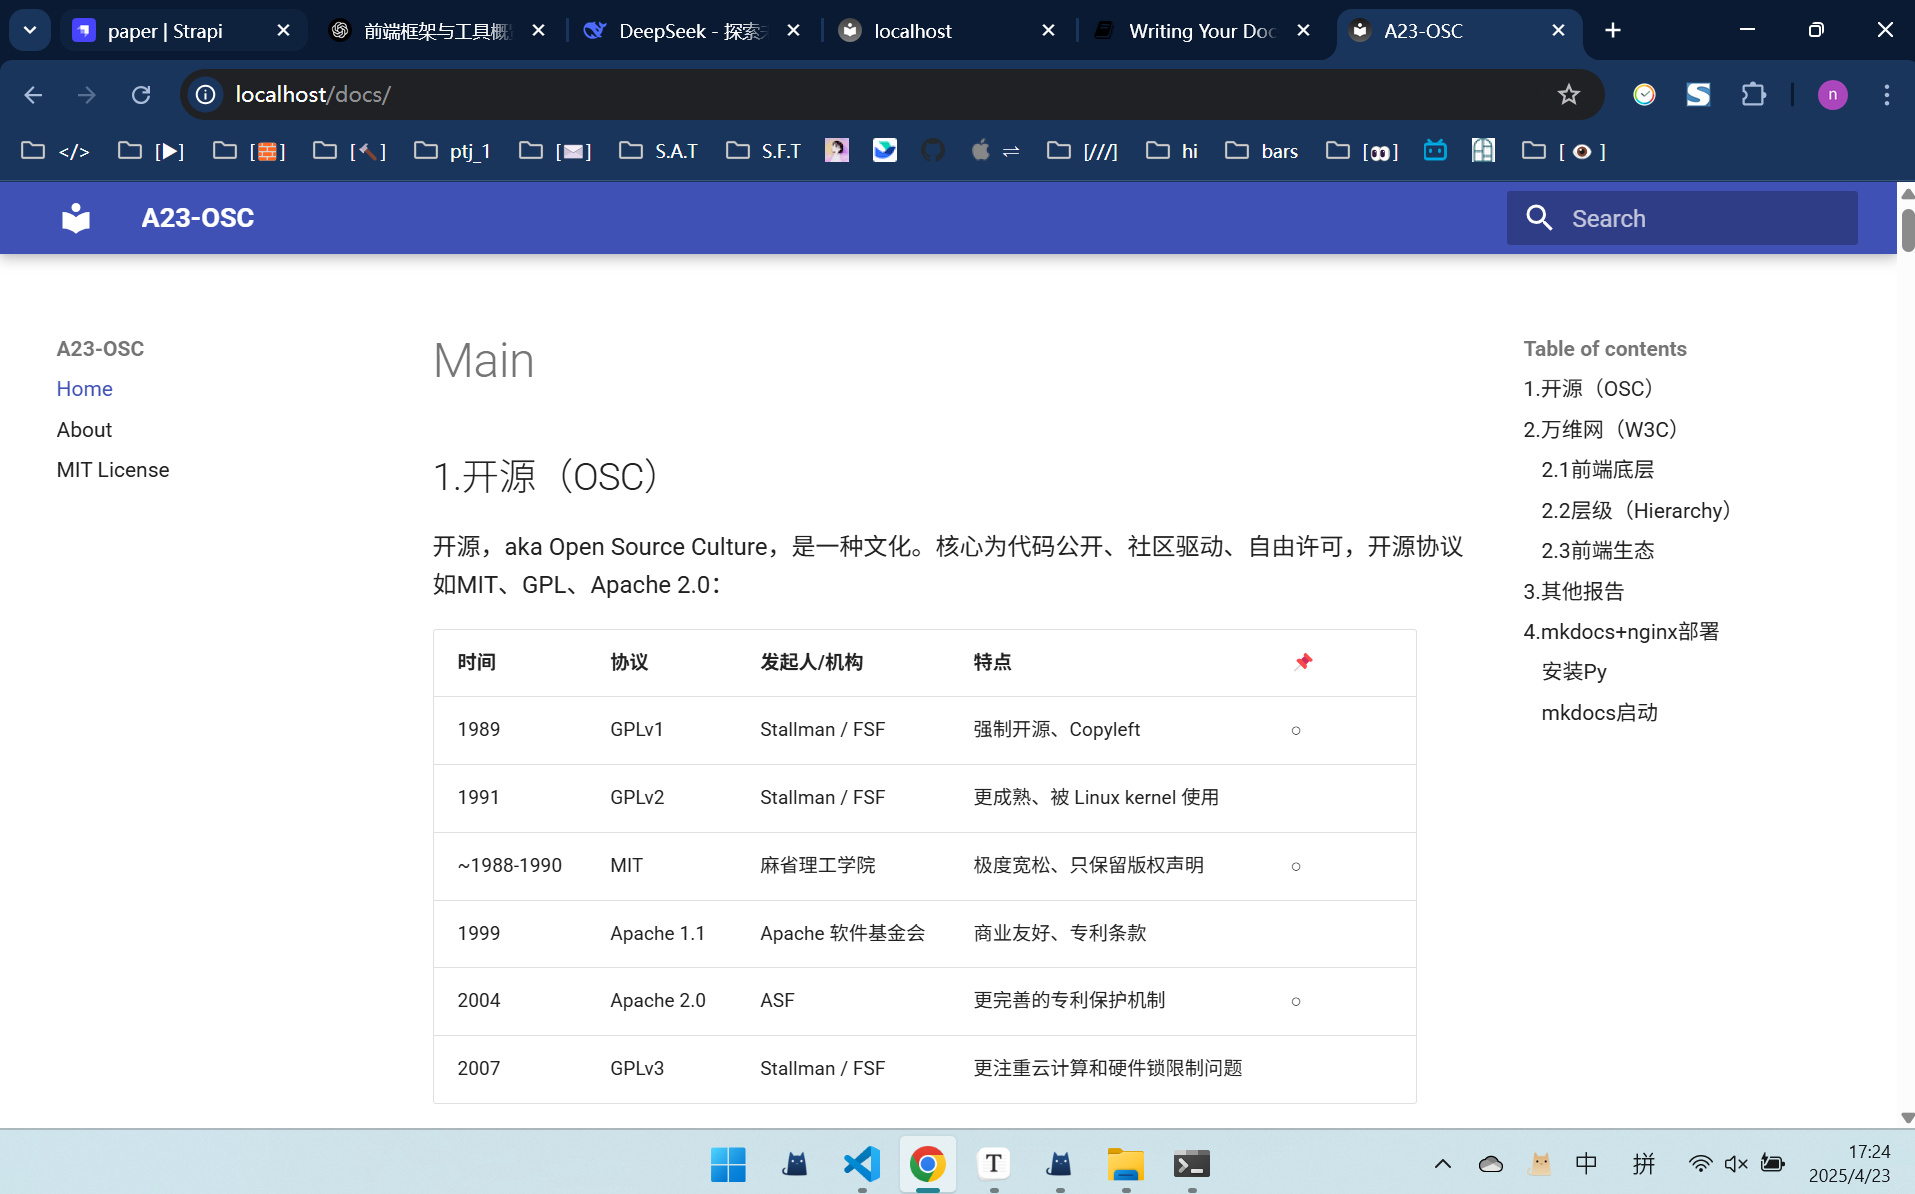 paper | Strapi
前端框架与工具概
DeepSeek - 探索未
localhost
Writing Your Doc
A23-OSC
localhost/docs/
n
</>
[▶]
[🧱]
[🔨]
ptj_1
[✉️]
S.A.T
S.F.T
⇌
[///]
hi
bars
[👀]
[ 👁 ]
A23-OSC
Search
A23-OSC
Home
About
MIT License
Main
1.开源（OSC）
开源，aka Open Source Culture，是一种文化。核心为代码公开、社区驱动、自由许可，开源协议
如MIT、GPL、Apache 2.0：
时间 协议 发起人/机构 特点 📌
1989 GPLv1 Stallman / FSF 强制开源、Copyleft ○
1991 GPLv2 Stallman / FSF 更成熟、被 Linux kernel 使用
~1988-1990 MIT 麻省理工学院 极度宽松、只保留版权声明 ○
1999 Apache 1.1 Apache 软件基金会 商业友好、专利条款
2004 Apache 2.0 ASF 更完善的专利保护机制 ○
2007 GPLv3 Stallman / FSF 更注重云计算和硬件锁限制问题
Table of contents
1.开源（OSC）
2.万维网（W3C）
2.1前端底层
2.2层级（Hierarchy）
2.3前端生态
3.其他报告
4.mkdocs+nginx部署
安装Py
mkdocs启动
T
中
拼
17:24
2025/4/23